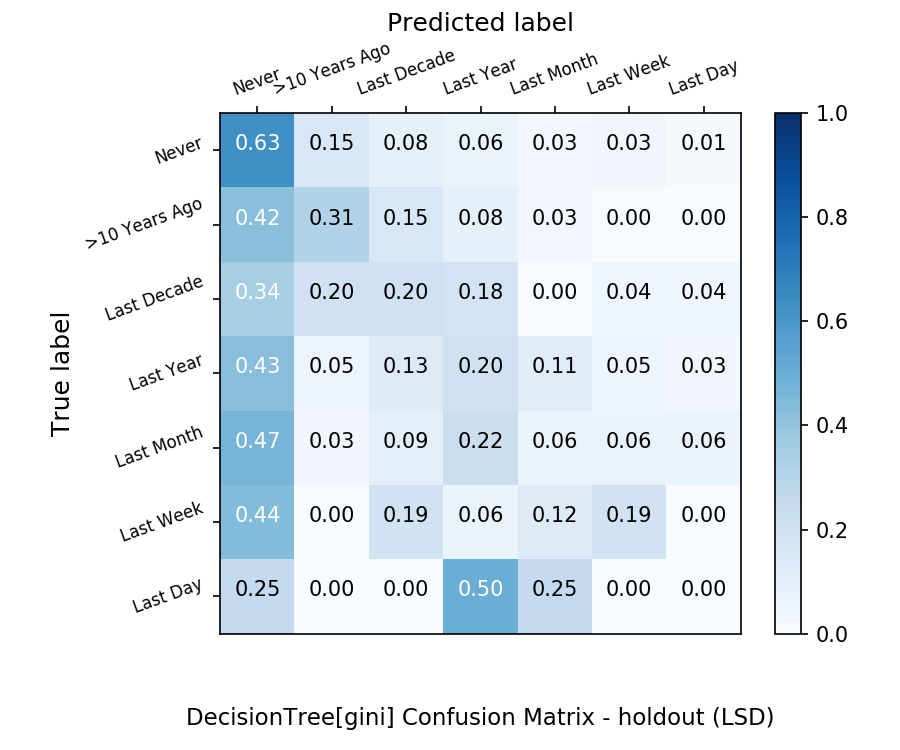 Predicted label
Never >10 Years Ago Last Decade Last Year Last Month Last Week Last Day
True label
Never 0.63 0.15 0.08 0.06 0.03 0.03 0.01
>10 Years Ago 0.42 0.31 0.15 0.08 0.03 0.00 0.00
Last Decade 0.34 0.20 0.20 0.18 0.00 0.04 0.04
Last Year 0.43 0.05 0.13 0.20 0.11 0.05 0.03
Last Month 0.47 0.03 0.09 0.22 0.06 0.06 0.06
Last Week 0.44 0.00 0.19 0.06 0.12 0.19 0.00
Last Day 0.25 0.00 0.00 0.50 0.25 0.00 0.00
1.0
0.8
0.6
0.4
0.2
0.0
DecisionTree[gini] Confusion Matrix - holdout (LSD)